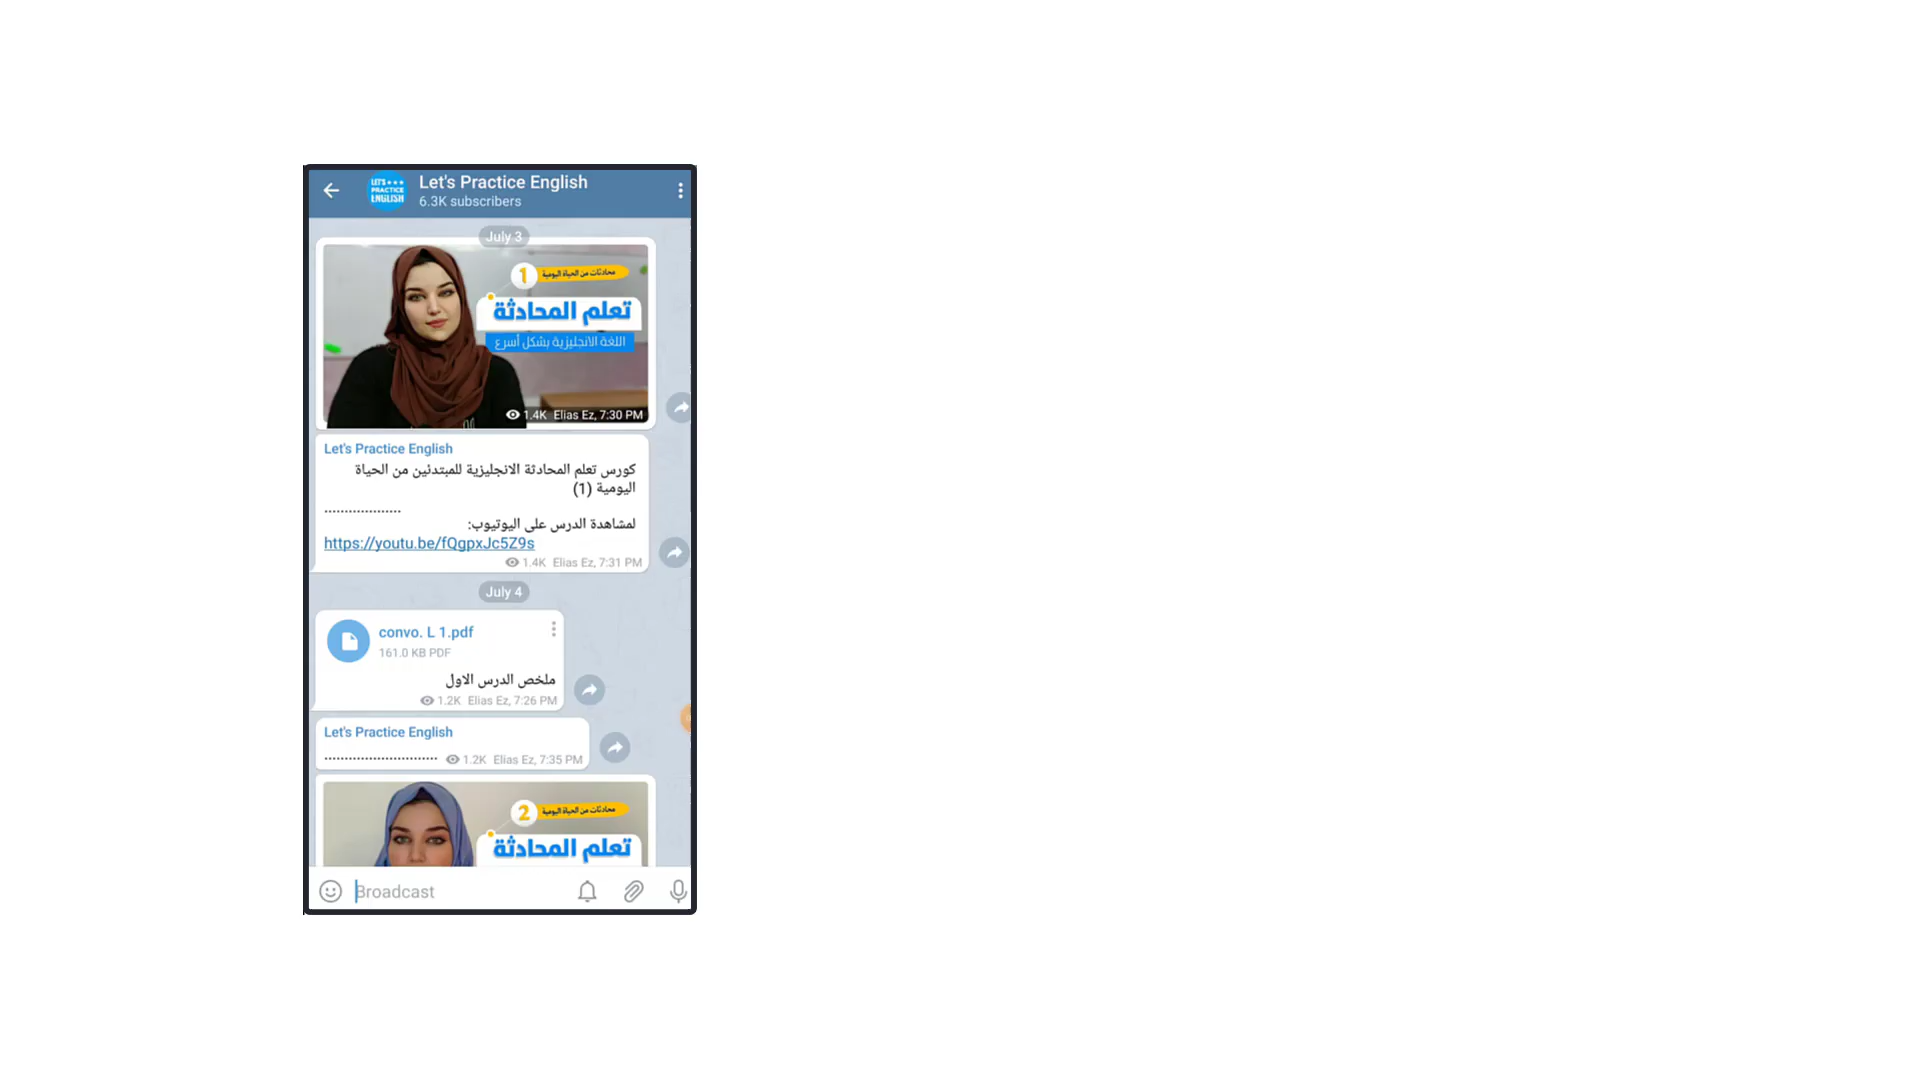 LET'S
PRACTICE
ENGLISH
Let's Practice English
6.3K subscribers
July 3
1 محادثات من الحياة اليومية
تعلم المحادثة
اللغة الانجليزية بشكل أسرع
1.4K Elias Ez, 7:30 PM
Let's Practice English
كورس تعلم المحادثة الانجليزية للمبتدئين من الحياة
اليومية (1)
...................
لمشاهدة الدرس على اليوتيوب:
https://youtu.be/fQgpxJc5Z9s
1.4K Elias Ez, 7:31 PM
July 4
convo. L 1.pdf
161.0 KB PDF
ملخص الدرس الاول
1.2K Elias Ez, 7:26 PM
Let's Practice English
............................ 1.2K Elias Ez, 7:35 PM
2 محادثات من الحياة اليومية
تعلم المحادثة
Broadcast